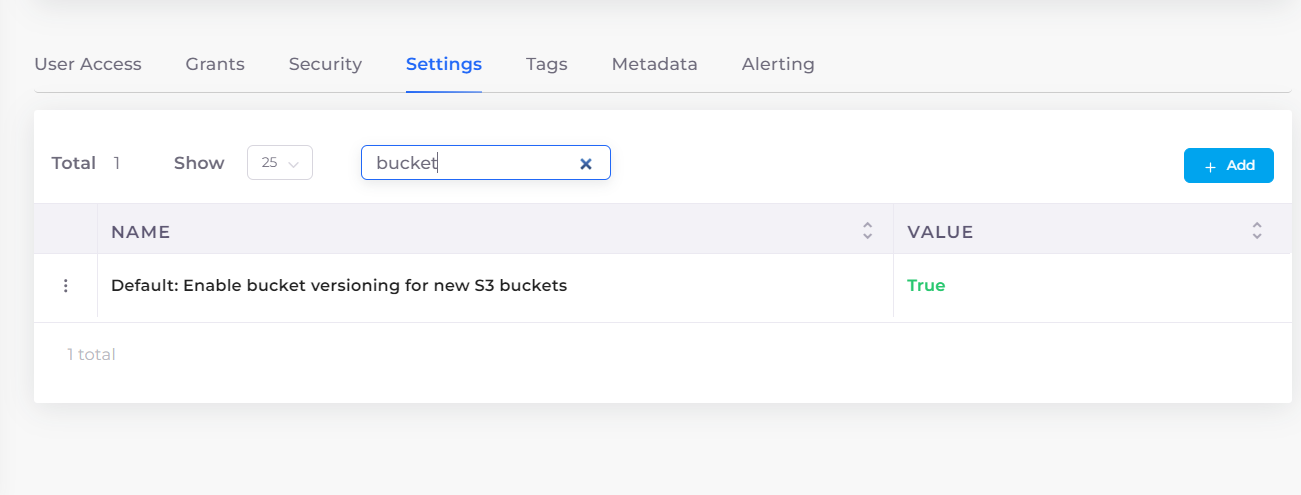 User Access Grants Security Settings Tags Metadata Alerting
Total 1 Show 25 bucket + Add
NAME VALUE
Default: Enable bucket versioning for new S3 buckets True
1 total